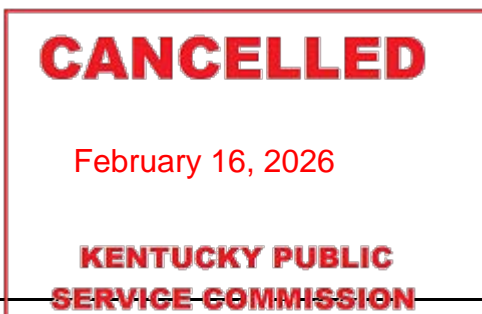 CANCELLED
February 16, 2026
KENTUCKY PUBLIC
SERVICE COMMISSION